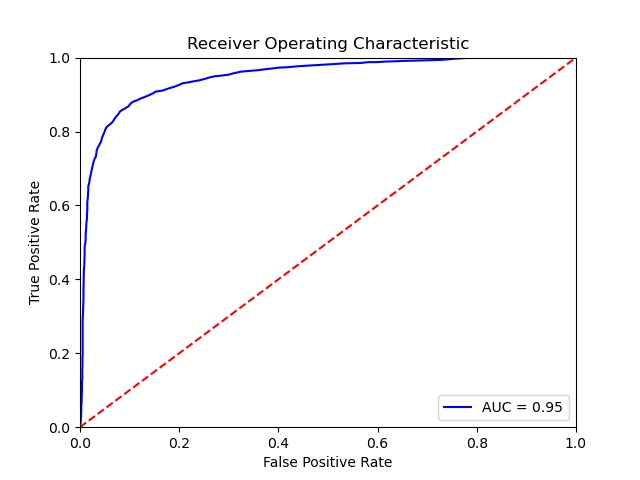 Receiver Operating Characteristic
1.0
0.8
0.6
0.4
0.2
0.0
True Positive Rate
AUC = 0.95
0.0 0.2 0.4 0.6 0.8 1.0
False Positive Rate